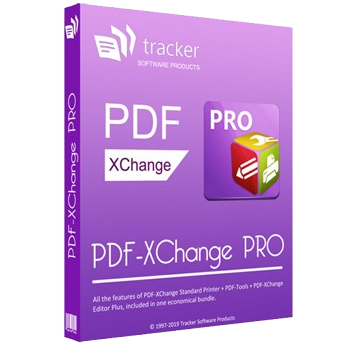 tracker
SOFTWARE PRODUCTS
PDF
XChange
PRO
PDF-XChange PRO
All the features of PDF-XChange Standard Printer + PDF-Tools + PDF-XChange
Editor Plus, included in one economical bundle.
© 1997-2019 Tracker Software Products
PDF-XChange PRO